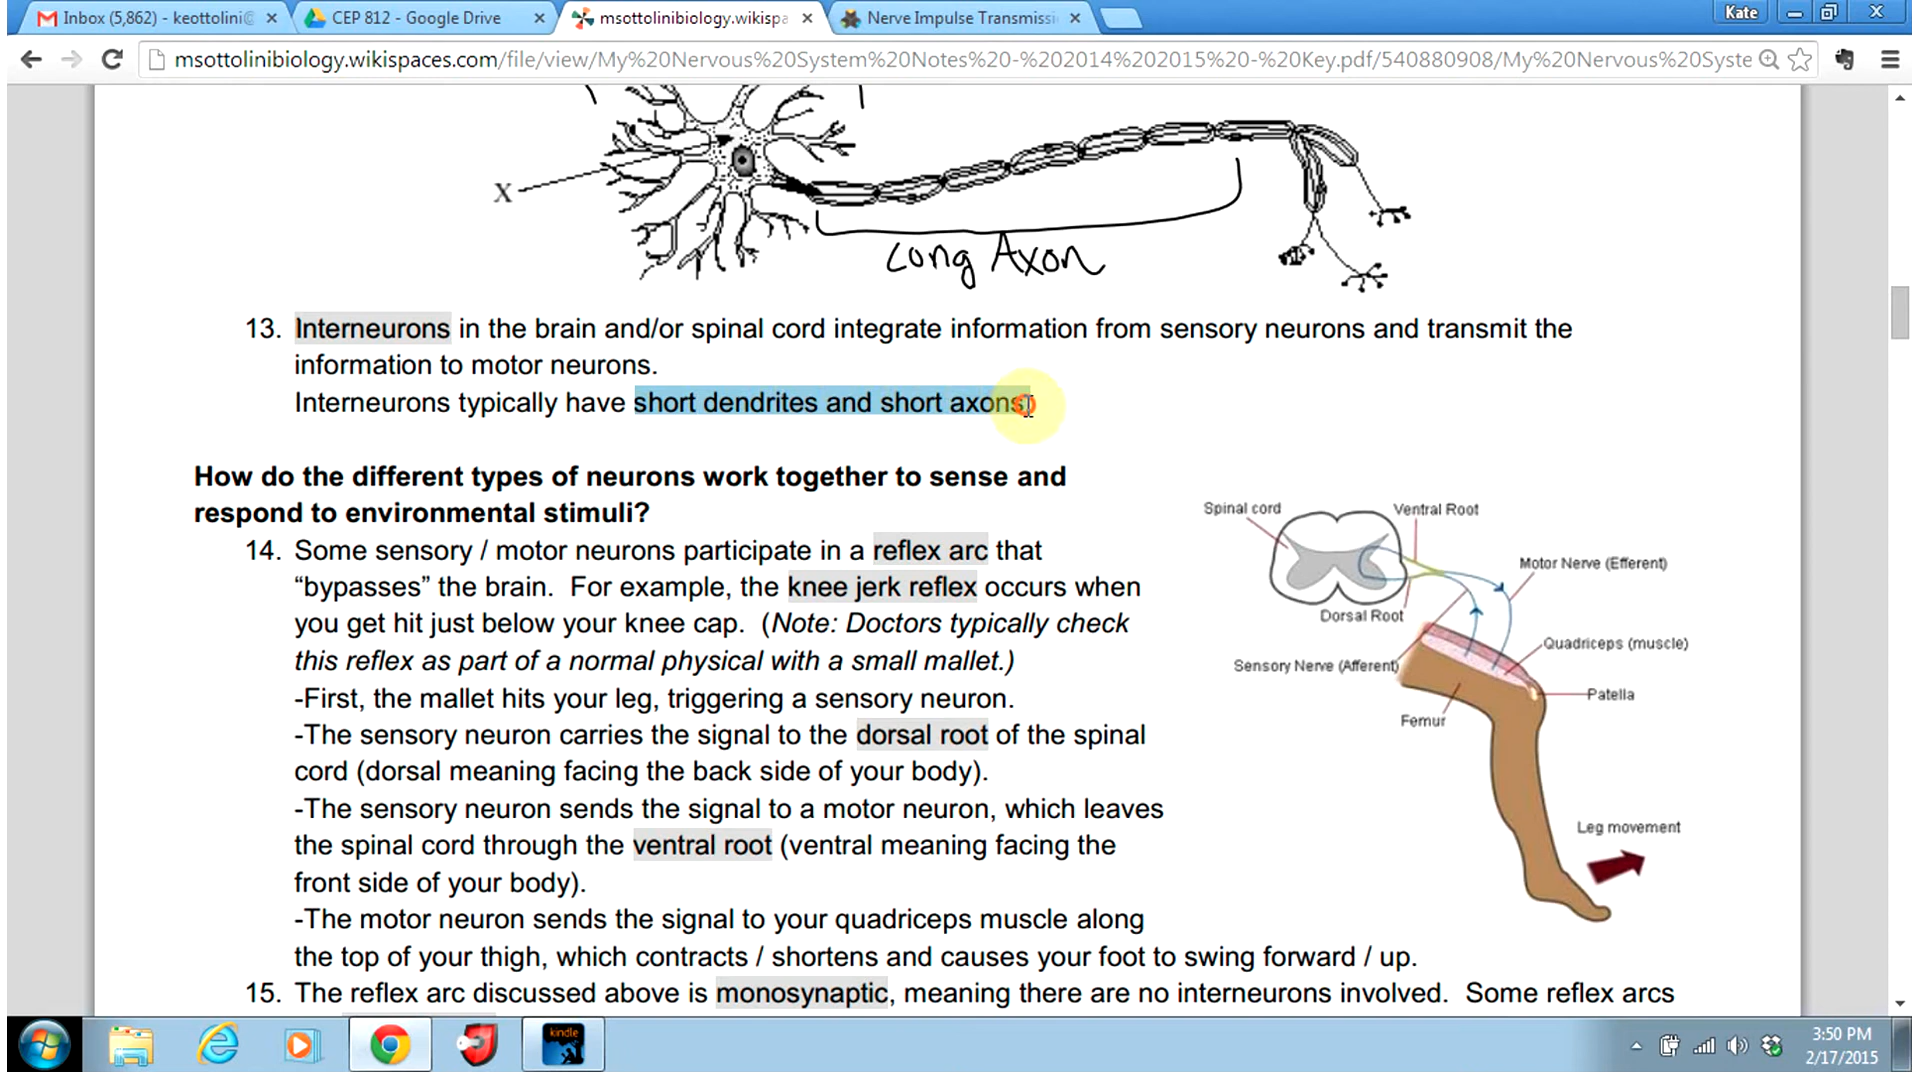 Inbox (5,862) - keottolini@
CEP 812 - Google Drive
msottolinibiology.wikispa
Nerve Impulse Transmissi
Kate
msottolinibiology.wikispaces.com/file/view/My%20Nervous%20System%20Notes%20-%202014%202015%20-%20Key.pdf/540880908/My%20Nervous%20Syste
X
Long Axon
13. Interneurons in the brain and/or spinal cord integrate information from sensory neurons and transmit the
information to motor neurons.
Interneurons typically have short dendrites and short axons
How do the different types of neurons work together to sense and
respond to environmental stimuli?
14. Some sensory / motor neurons participate in a reflex arc that
“bypasses” the brain. For example, the knee jerk reflex occurs when
you get hit just below your knee cap. (Note: Doctors typically check
this reflex as part of a normal physical with a small mallet.)
-First, the mallet hits your leg, triggering a sensory neuron.
-The sensory neuron carries the signal to the dorsal root of the spinal
cord (dorsal meaning facing the back side of your body).
-The sensory neuron sends the signal to a motor neuron, which leaves
the spinal cord through the ventral root (ventral meaning facing the
front side of your body).
-The motor neuron sends the signal to your quadriceps muscle along
the top of your thigh, which contracts / shortens and causes your foot to swing forward / up.
15. The reflex arc discussed above is monosynaptic, meaning there are no interneurons involved. Some reflex arcs
Spinal cord
Ventral Root
Motor Nerve (Efferent)
Dorsal Root
Quadriceps (muscle)
Sensory Nerve (Afferent)
Patella
Femur
Leg movement
kindle
3:50 PM
2/17/2015